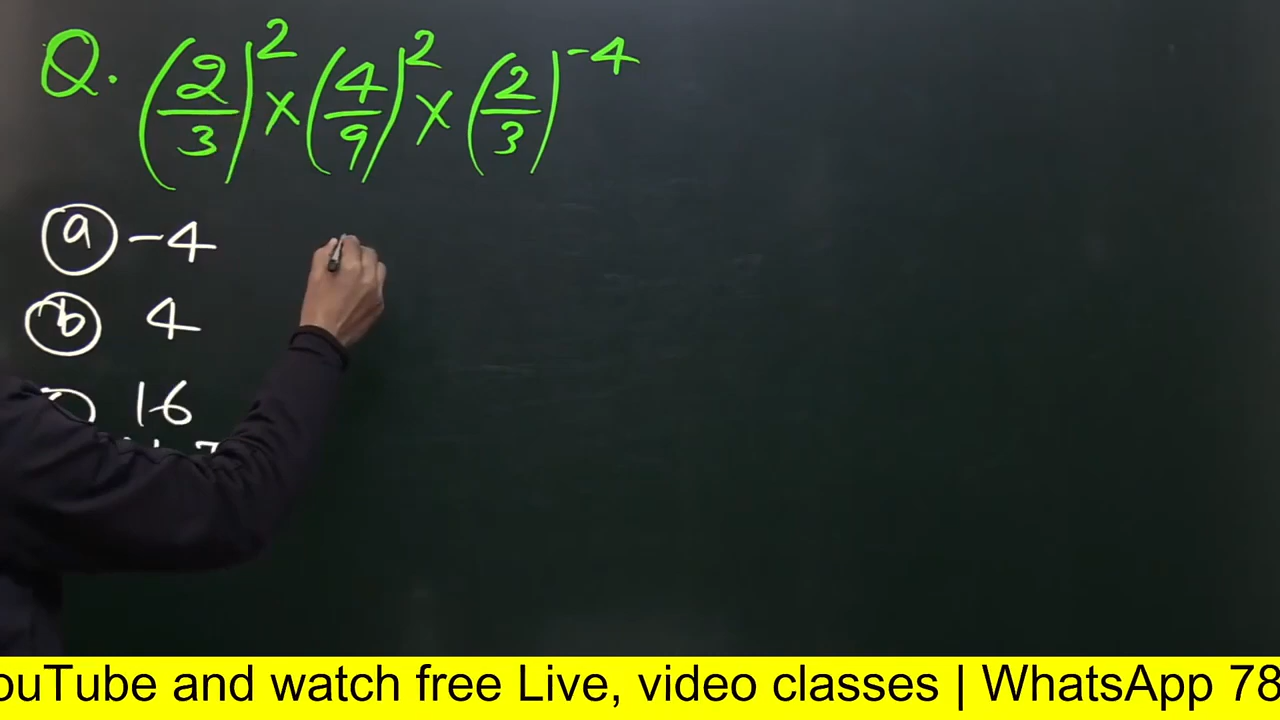 Q. (2/3)^2 × (4/9)^2 × (2/3)^-4
a -4
b 4
16
ouTube and watch free Live, video classes | WhatsApp 78